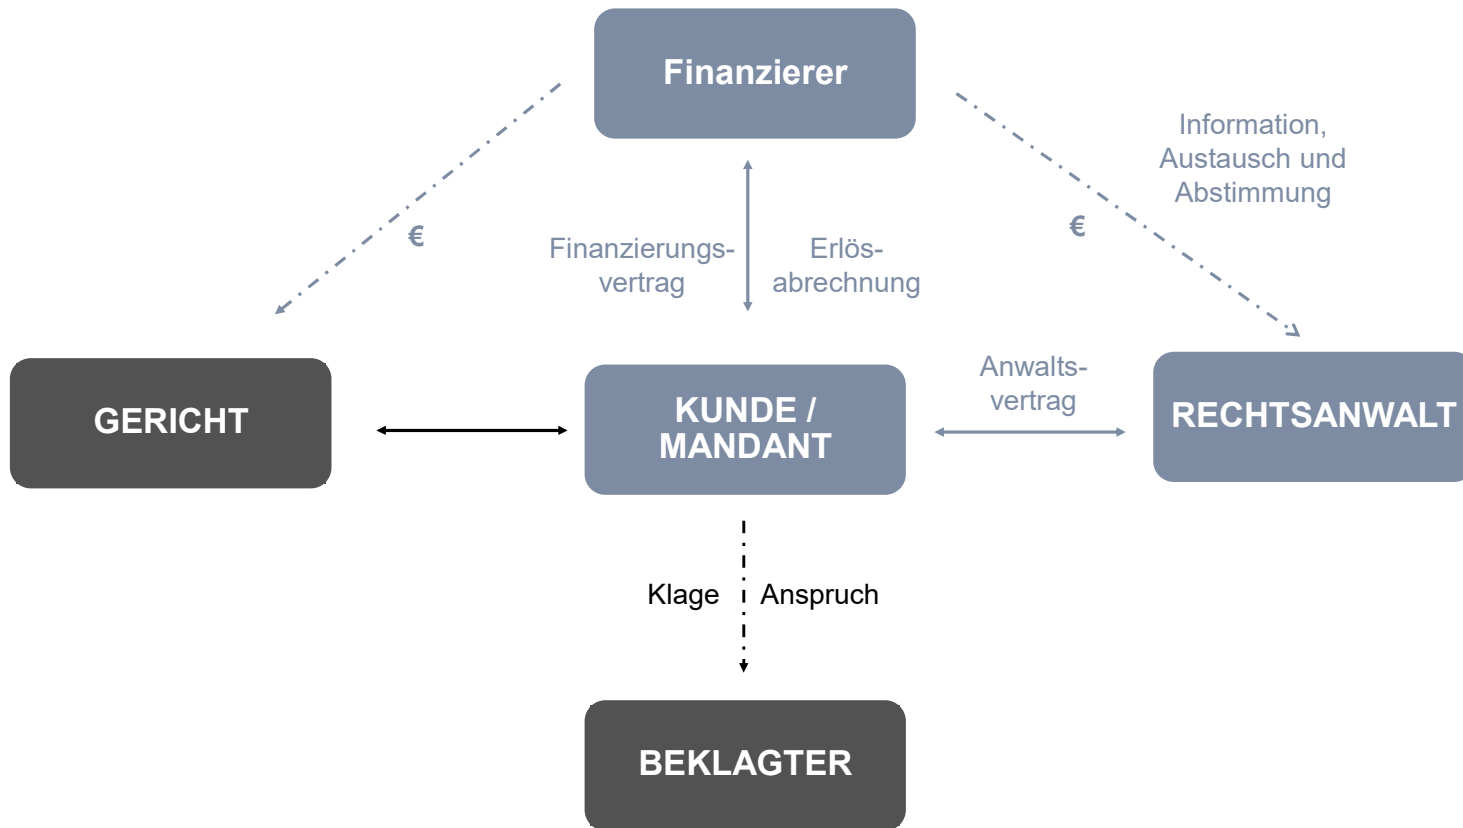 Finanzierer
Information,
Austausch und
Abstimmung
€
€
Finanzierungs-
vertrag
Erlös-
abrechnung
GERICHT
KUNDE /
MANDANT
Anwalts-
vertrag
RECHTSANWALT
Klage
Anspruch
BEKLAGTER